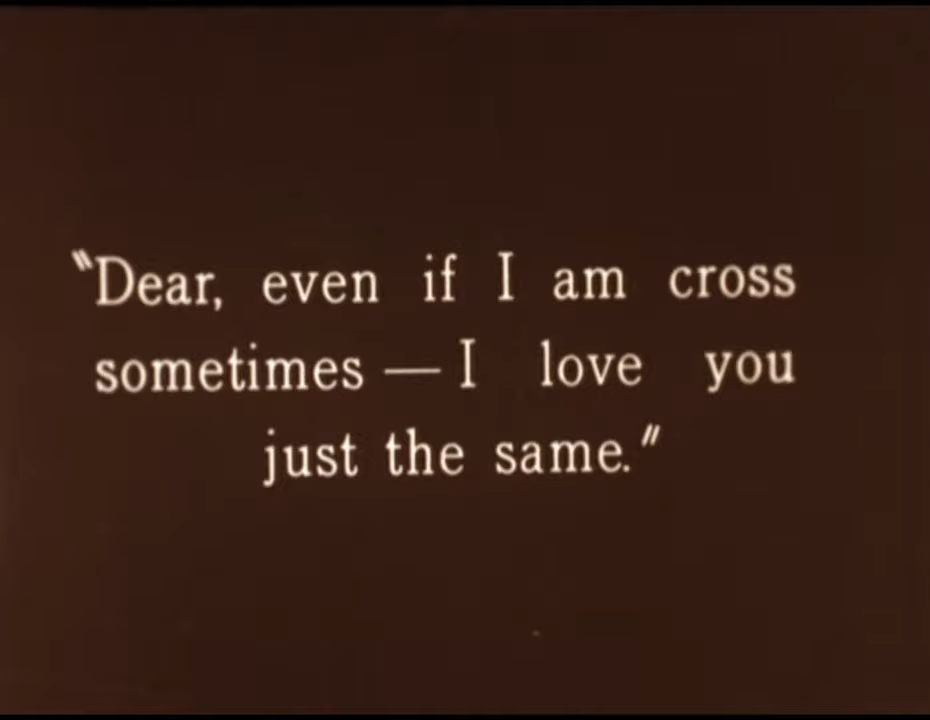 "Dear, even if I am cross
sometimes — I love you
just the same."